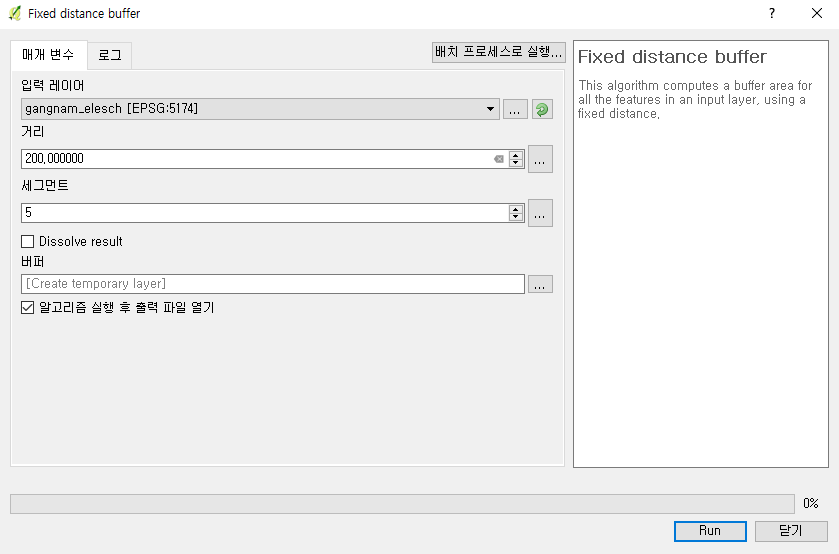 Fixed distance buffer
?
매개 변수
로그
배치 프로세스로 실행...
입력 레이어
gangnam_elesch [EPSG:5174]
...
거리
200.000000
...
세그먼트
5
...
Dissolve result
버퍼
[Create temporary layer]
...
알고리즘 실행 후 출력 파일 열기
Fixed distance buffer
This algorithm computes a buffer area for
all the features in an input layer, using a
fixed distance.
0%
Run
닫기